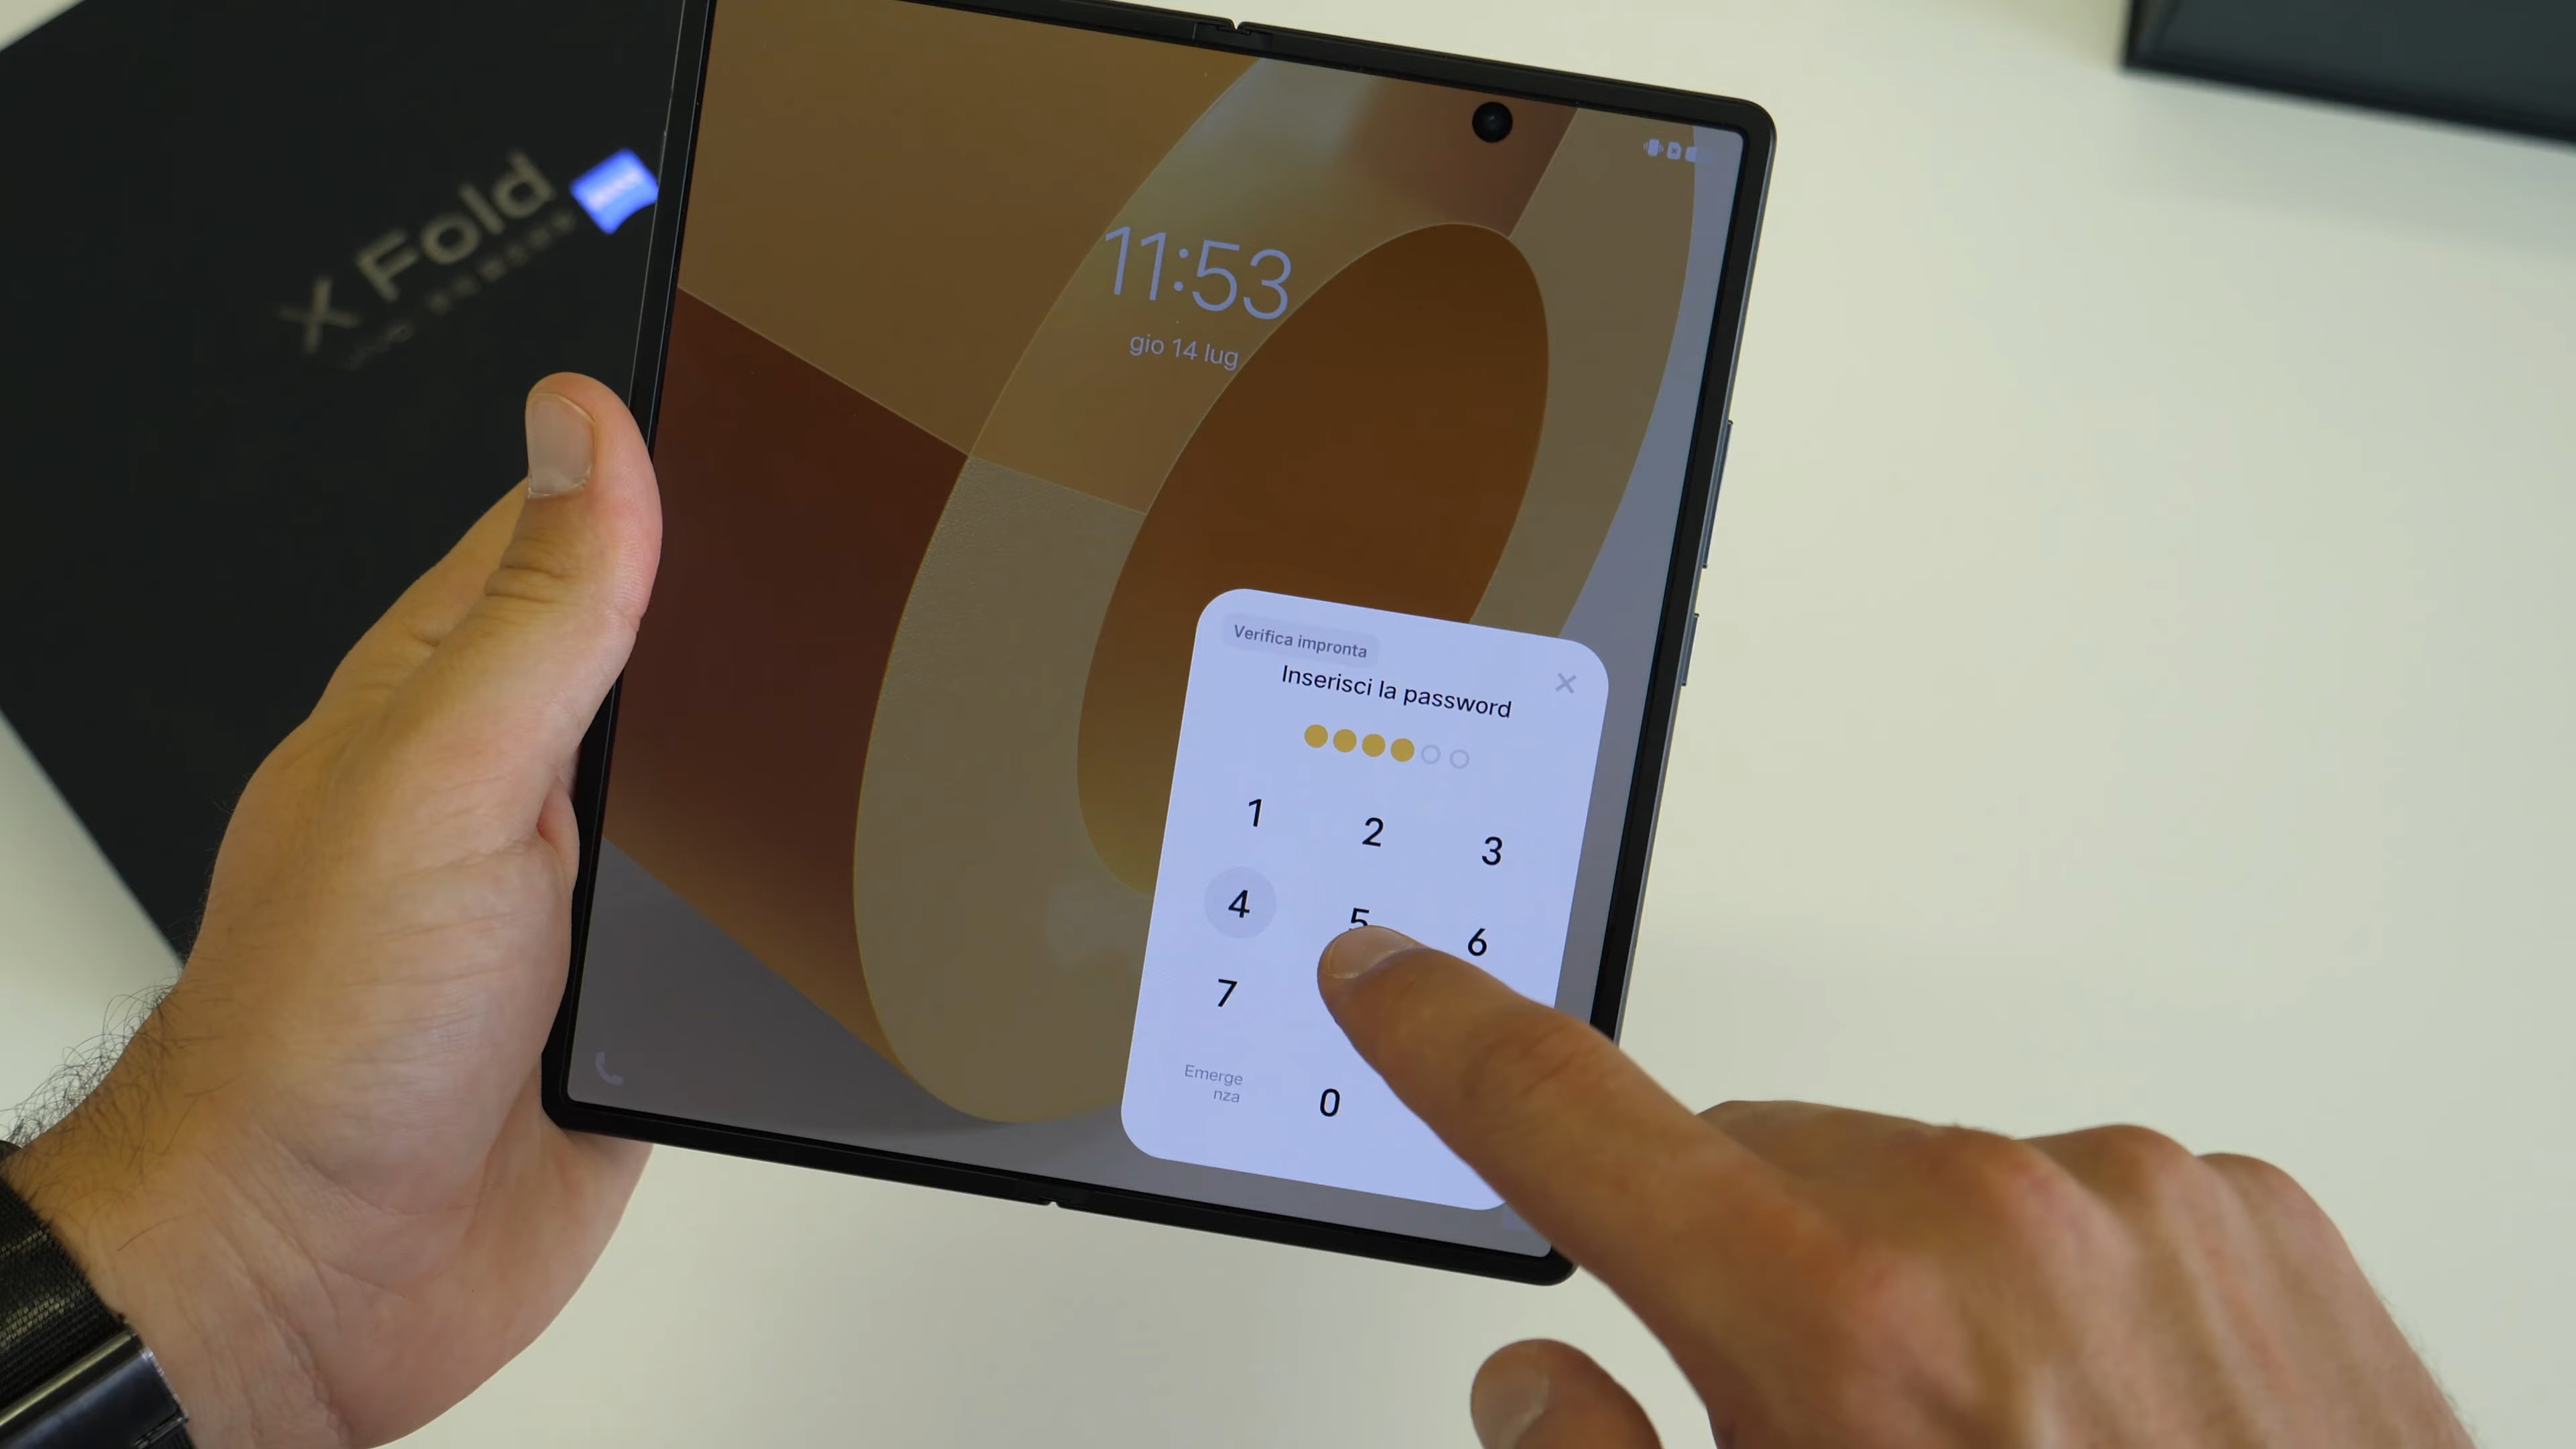 X Fold
11:53
gio 14 lug
Verifica impronta
Inserisci la password
1 2 3
4 5 6
7
Emerge
nza
0